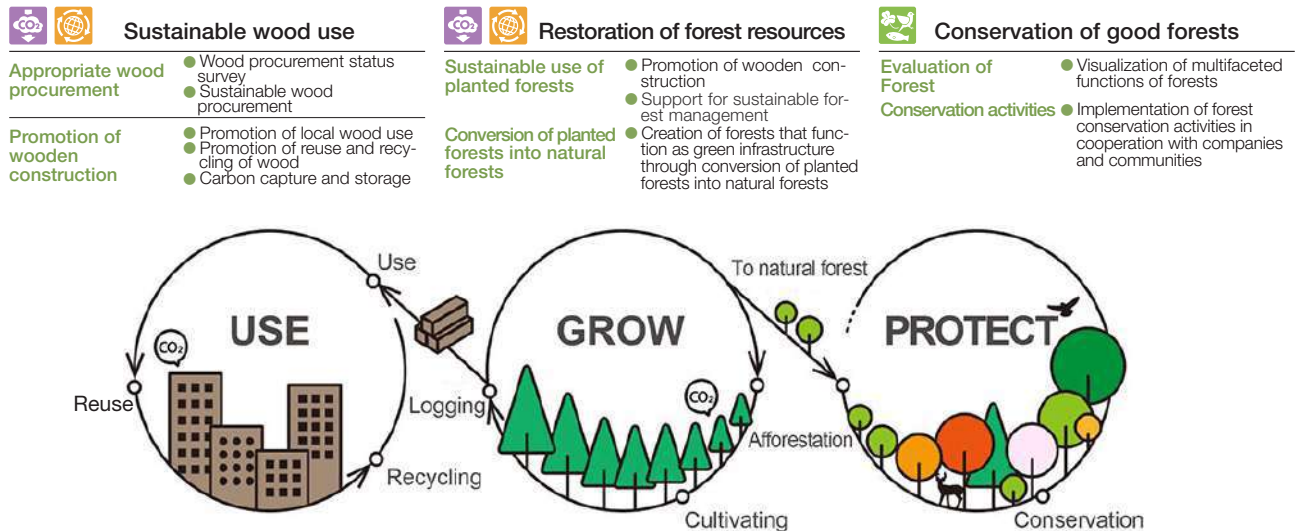 CO₂
Sustainable wood use
Appropriate wood
procurement
● Wood procurement status
survey
● Sustainable wood
procurement
Promotion of
wooden
construction
● Promotion of local wood use
● Promotion of reuse and recy-
cling of wood
● Carbon capture and storage
CO₂
Restoration of forest resources
Sustainable use of
planted forests
● Promotion of wooden con-
struction
● Support for sustainable for-
est management
Conversion of planted
forests into natural
forests
● Creation of forests that func-
tion as green infrastructure
through conversion of planted
forests into natural forests
Conservation of good forests
Evaluation of
Forest
● Visualization of multifaceted
functions of forests
Conservation activities
● Implementation of forest
conservation activities in
cooperation with companies
and communities
Use
USE
CO₂
Reuse
Recycling
Logging
GROW
CO₂
Afforestation
Cultivating
To natural forest
PROTECT
Conservation